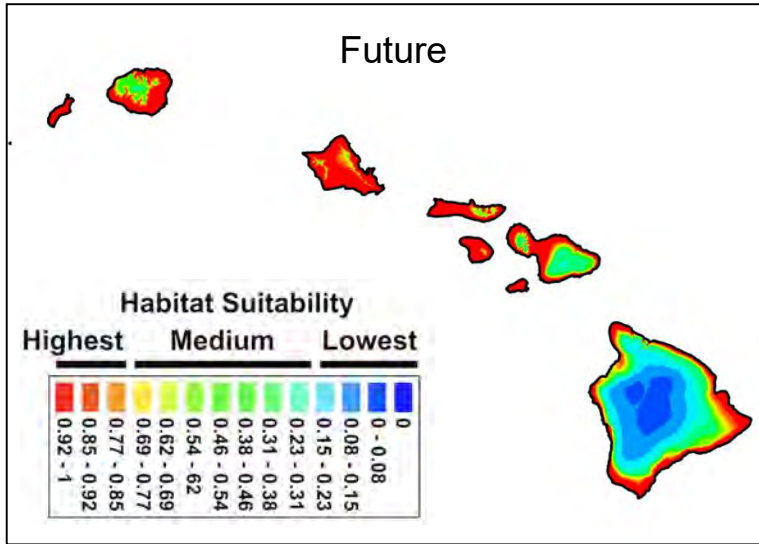 Future
Habitat Suitability
Highest Medium Lowest
0.92 - 1
0.85 - 0.92
0.77 - 0.85
0.69 - 0.77
0.62 - 0.69
0.54 - 62
0.46 - 0.54
0.38 - 0.46
0.31 - 0.38
0.23 - 0.31
0.15 - 0.23
0.08 - 0.15
0 - 0.08
0